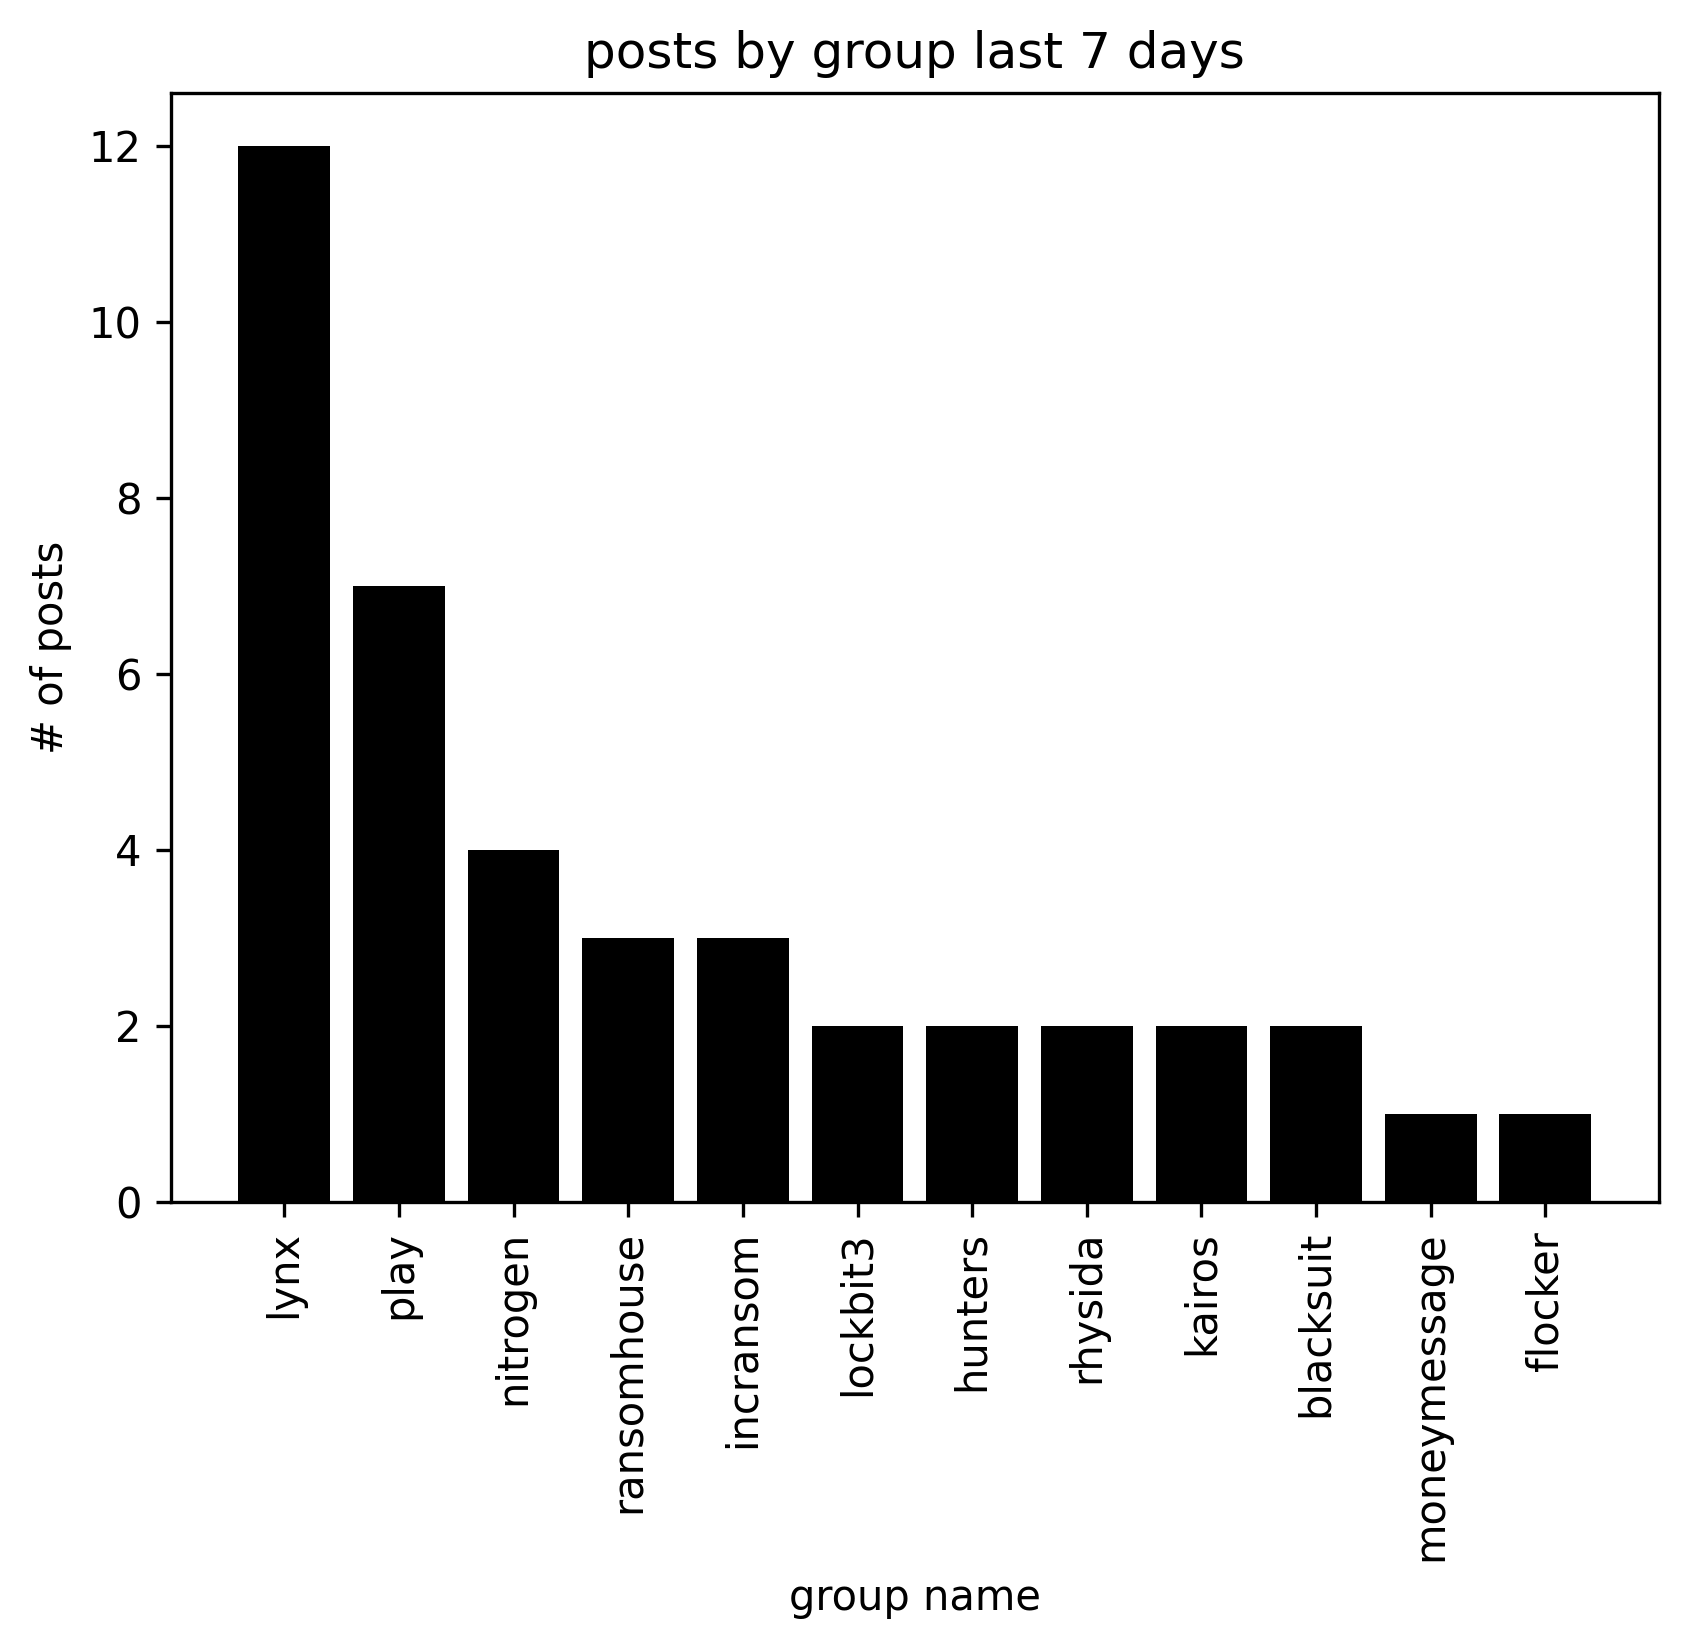 posts by group last 7 days
12
10
8
6
4
2
0
# of posts
lynx
play
nitrogen
ransomhouse
incransom
lockbit3
hunters
rhysida
kairos
blacksuit
moneymessage
flocker
group name